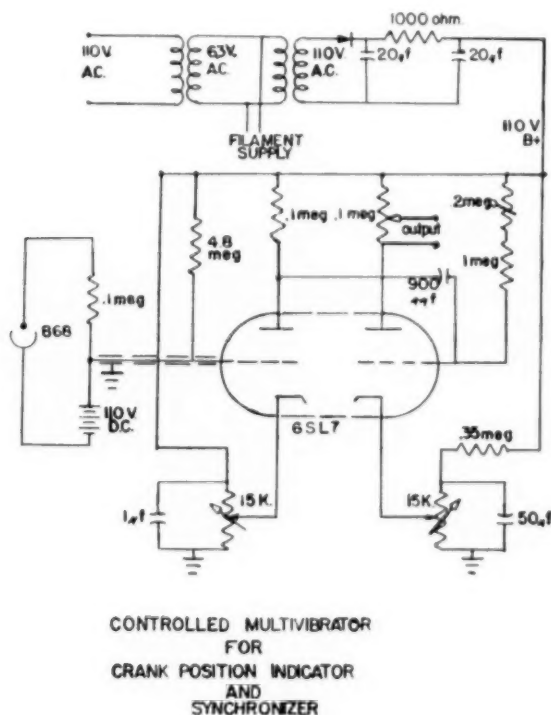 1000 ohm.
110V.
A.C.
6.3V.
A.C.
110V.
A.C.
20µf
20µf
FILAMENT
SUPPLY
110 V
B+
.1meg
.1meg
.2meg
output
4.8
meg
1meg
900
µµf
.1meg
868
110V.
D.C.
6SL7
.35meg
15K.
15K.
1µf
50µf
CONTROLLED MULTIVIBRATOR
FOR
CRANK POSITION INDICATOR
AND
SYNCHRONIZER